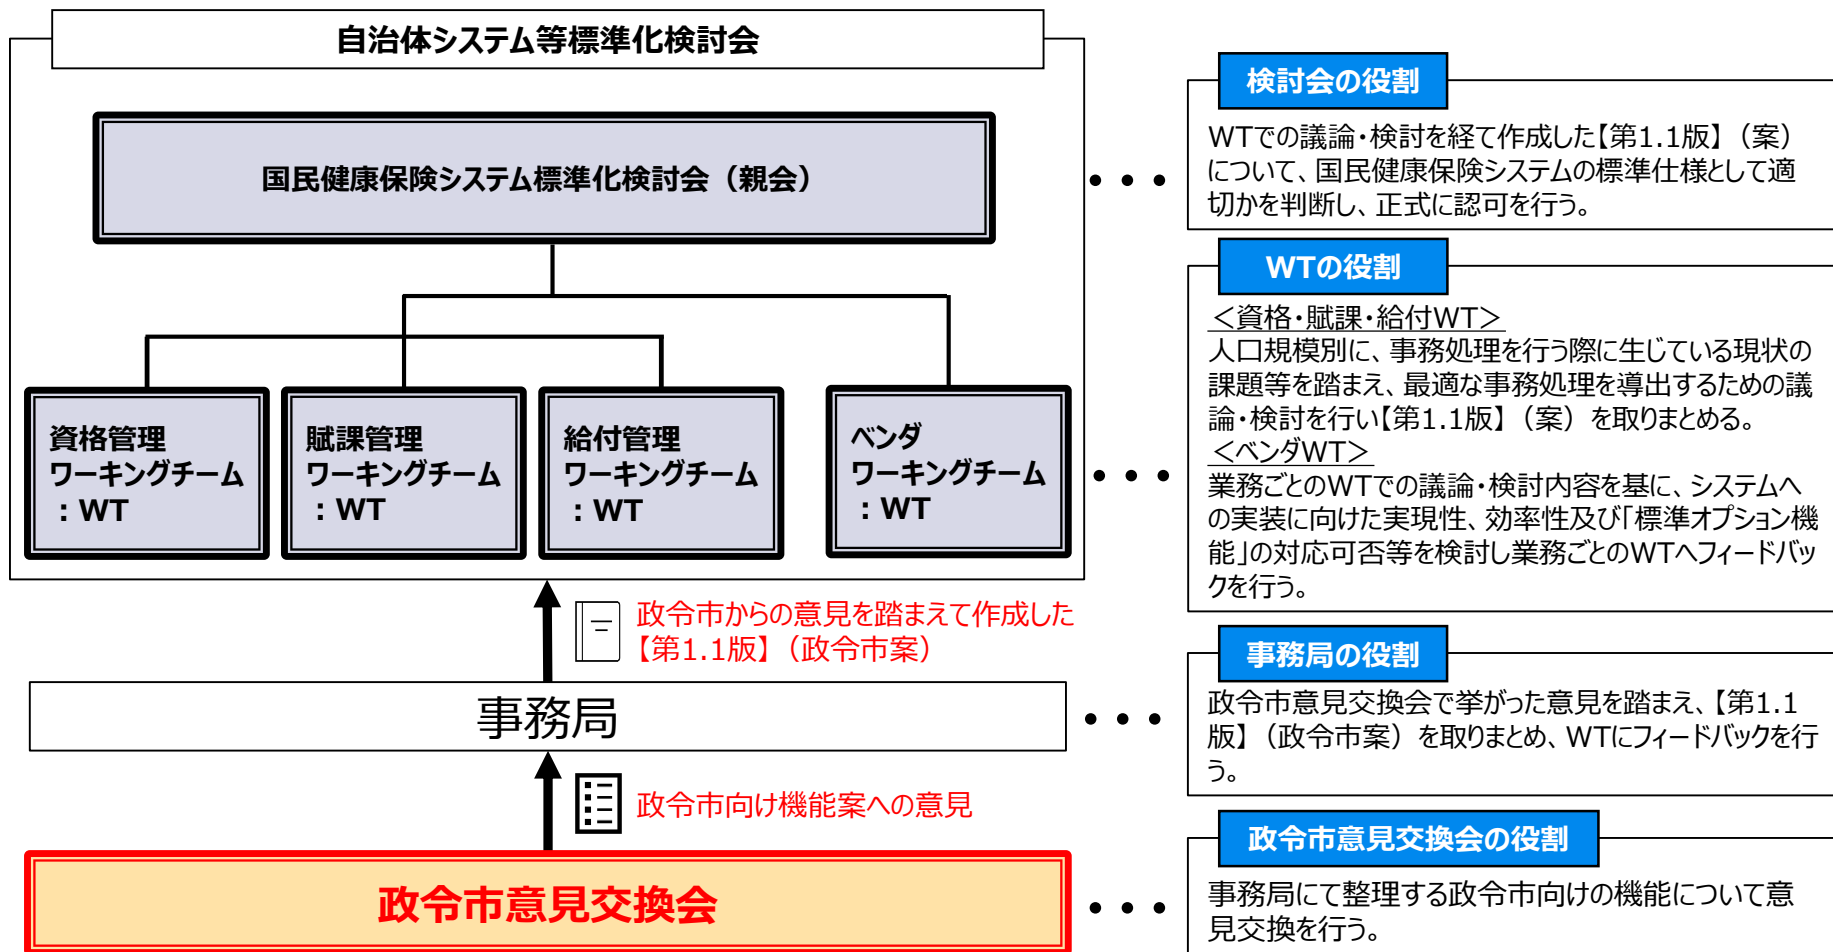 自治体システム等標準化検討会
国民健康保険システム標準化検討会（親会）
資格管理
ワーキングチーム
：WT
賦課管理
ワーキングチーム
：WT
給付管理
ワーキングチーム
：WT
ベンダ
ワーキングチーム
：WT
政令市からの意見を踏まえて作成した
【第1.1版】（政令市案）
事務局
政令市向け機能案への意見
政令市意見交換会
検討会の役割
WTでの議論・検討を経て作成した【第1.1版】（案）
について、国民健康保険システムの標準仕様として適
切かを判断し、正式に認可を行う。
WTの役割
＜資格・賦課・給付WT＞
人口規模別に、事務処理を行う際に生じている現状の
課題等を踏まえ、最適な事務処理を導出するための議
論・検討を行い【第1.1版】（案）を取りまとめる。
＜ベンダWT＞
業務ごとのWTでの議論・検討内容を基に、システムへ
の実装に向けた実現性、効率性及び「標準オプション機
能」の対応可否等を検討し業務ごとのWTへフィードバッ
クを行う。
事務局の役割
政令市意見交換会で挙がった意見を踏まえ、【第1.1
版】（政令市案）を取りまとめ、WTにフィードバックを行
う。
政令市意見交換会の役割
事務局にて整理する政令市向けの機能について意
見交換を行う。